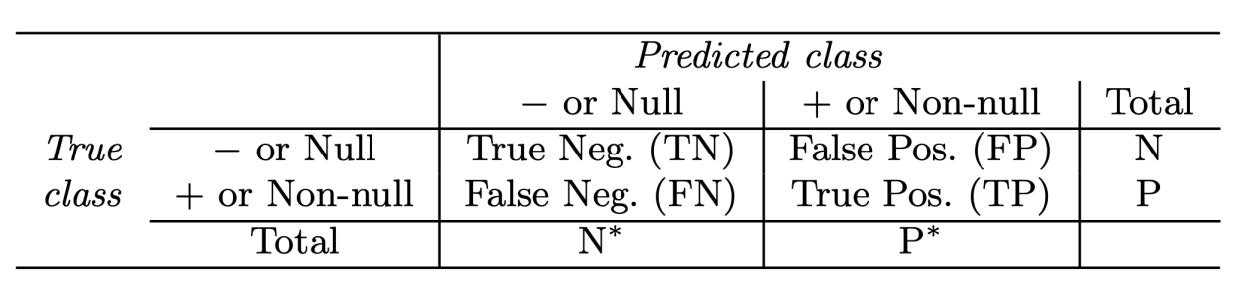 Predicted class
− or Null + or Non-null Total
True − or Null True Neg. (TN) False Pos. (FP) N
class + or Non-null False Neg. (FN) True Pos. (TP) P
Total N* P*